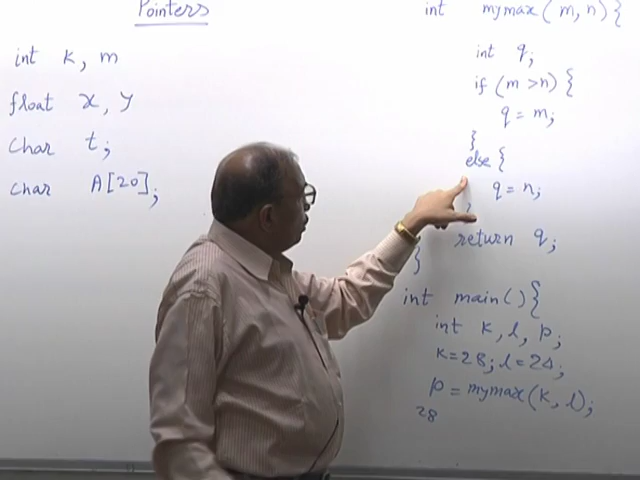 Pointers
int k, m
float x, y
char t;
char A[20];
int mymax(m, n){
int q;
if (m >n) {
q = m;
}
else {
q = n;
}
return q;
}
int main(){
int k, l, p;
k=28; l=24;
p = mymax(k, l);
28